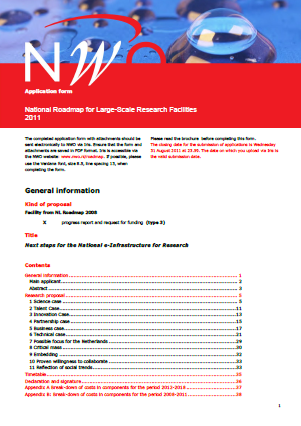 NWO
Application form
National Roadmap for Large-Scale Research Facilities
2011
The completed application form with attachments should be
sent electronically to NWO via Iris. Ensure that the form and
attachments are saved in PDF format. Iris is accessible via
the NWO website: www.nwo.nl/roadmap. If possible, please
use the Verdana font, size 8.5, line spacing 13, when
completing the form.
Please read the brochure before completing this form.
The closing date for the submission of applications is Wednesday
31 August 2011 at 23.59. The date on which you upload via Iris is
the valid submission date.
General information
Kind of proposal
Facility from NL Roadmap 2008
X progress report and request for funding (type 2)
Title
Next steps for the National e-Infrastructure for Research
Contents
General information 1
Main applicant 2
Abstract 3
Research proposal 5
1 Science case 5
2 Talent Case 11
3 Innovation Case 13
4 Partnership case 15
5 Business case 17
6 Technical case 21
7 Possible focus for the Netherlands 29
8 Critical mass 30
9 Embedding 32
10 Proven willingness to collaborate 33
11 Reflection of social trends 33
Timetable 35
Declaration and signature 36
Appendix A Break-down of costs in components for the period 2012-2016 37
Appendix B: Break-down of costs in components for the period 2008-2011 38
1